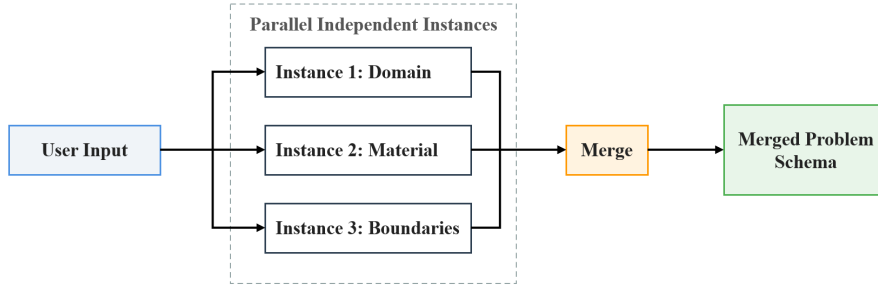 Parallel Independent Instances
Instance 1: Domain
User Input
Instance 2: Material
Merge
Merged Problem
Schema
Instance 3: Boundaries